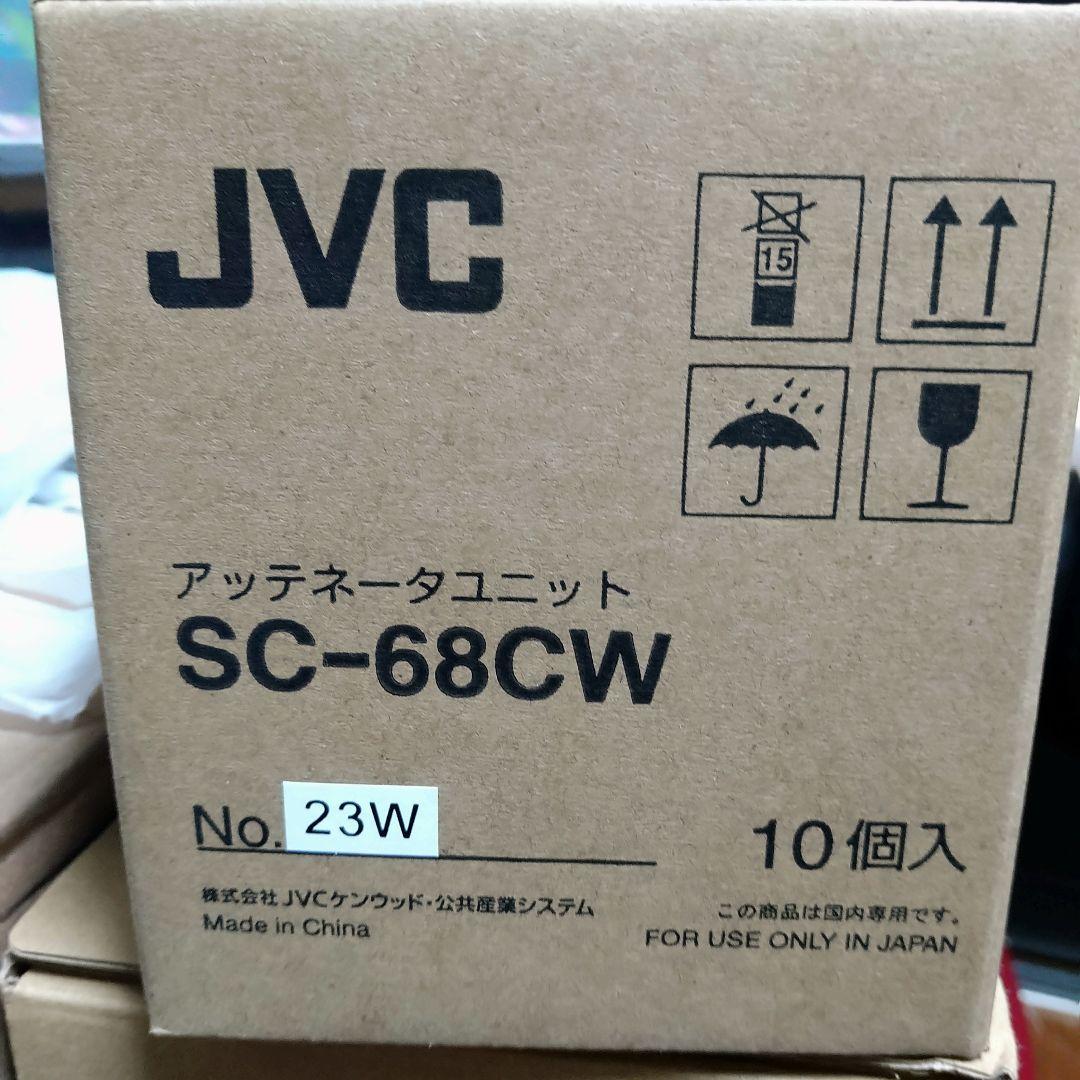 JVC
15
アッテネータユニット
SC-68CW
No. 23W
10個入
株式会社JVCケンウッド・公共産業システム
Made in China
この商品は国内専用です。
FOR USE ONLY IN JAPAN